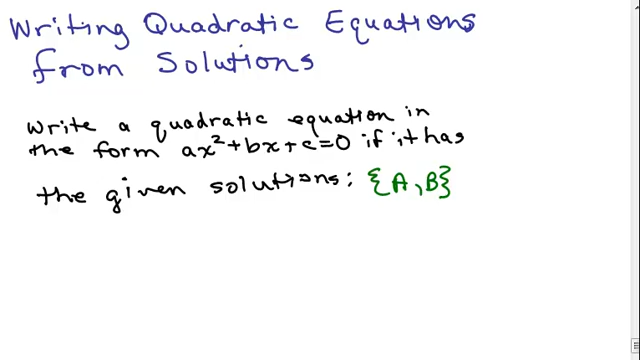 Writing Quadratic Equations
from Solutions
Write a quadratic equation in
the form ax²+bx+c=0 if it has
the given solutions: {A,B}